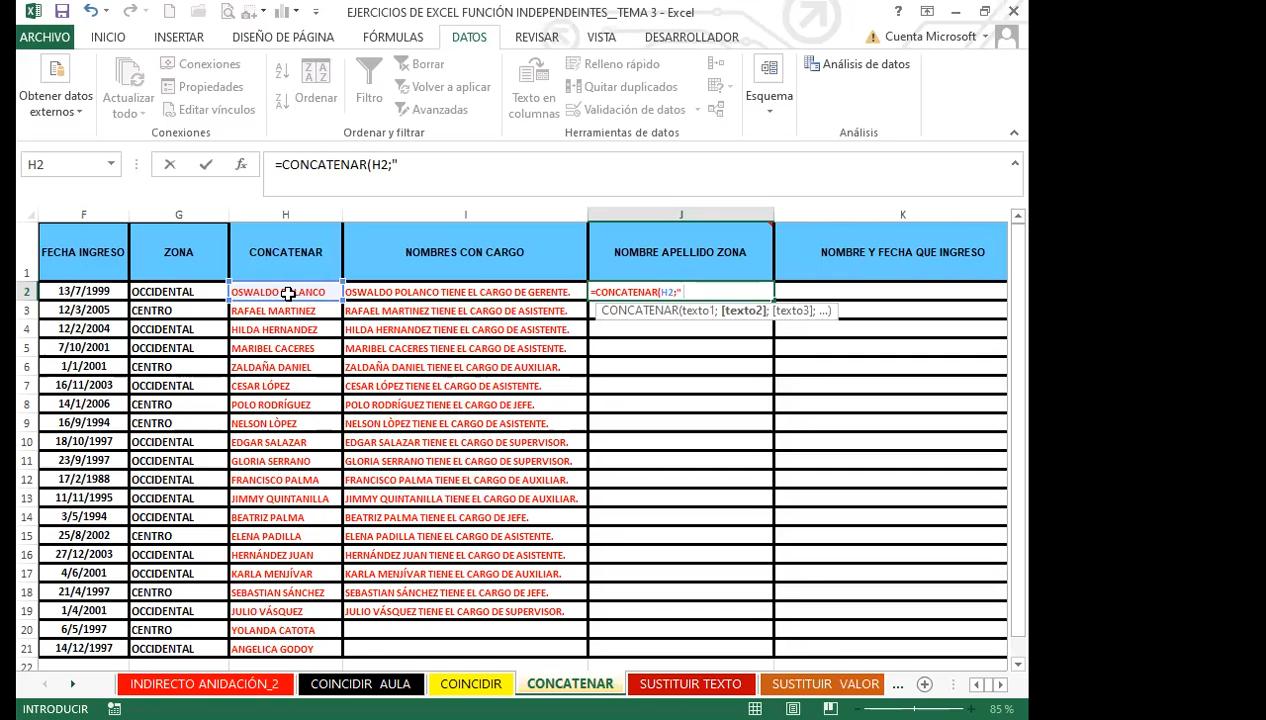 EJERCICIOS DE EXCEL FUNCIÓN INDEPENDEINTES__TEMA 3 - Excel
ARCHIVO INICIO INSERTAR DISEÑO DE PÁGINA FÓRMULAS DATOS REVISAR VISTA DESARROLLADOR Cuenta Microsoft
Obtener datos externos
Actualizar todo
Conexiones
Propiedades
Editar vínculos
Conexiones
Ordenar
Filtro
Borrar
Volver a aplicar
Avanzadas
Ordenar y filtrar
Texto en columnas
Relleno rápido
Quitar duplicados
Validación de datos
Herramientas de datos
Esquema
Análisis de datos
Análisis
H2 fx =CONCATENAR(H2;"
F G H I J K
1 FECHA INGRESO ZONA CONCATENAR NOMBRES CON CARGO NOMBRE APELLIDO ZONA NOMBRE Y FECHA QUE INGRESO
2 13/7/1999 OCCIDENTAL OSWALDO POLANCO OSWALDO POLANCO TIENE EL CARGO DE GERENTE. =CONCATENAR(H2;"
3 12/3/2005 CENTRO RAFAEL MARTINEZ RAFAEL MARTINEZ TIENE EL CARGO DE ASISTENTE. CONCATENAR(texto1; [texto2]; [texto3]; ...)
4 12/2/2004 OCCIDENTAL HILDA HERNANDEZ HILDA HERNANDEZ TIENE EL CARGO DE ASISTENTE.
5 7/10/2001 OCCIDENTAL MARIBEL CACERES MARIBEL CACERES TIENE EL CARGO DE ASISTENTE.
6 1/1/2001 CENTRO ZALDAÑA DANIEL ZALDAÑA DANIEL TIENE EL CARGO DE AUXILIAR.
7 16/11/2003 OCCIDENTAL CESAR LÓPEZ CESAR LÓPEZ TIENE EL CARGO DE ASISTENTE.
8 14/1/2006 CENTRO POLO RODRÍGUEZ POLO RODRÍGUEZ TIENE EL CARGO DE JEFE.
9 16/9/1994 CENTRO NELSON LÒPEZ NELSON LÒPEZ TIENE EL CARGO DE ASISTENTE.
10 18/10/1997 OCCIDENTAL EDGAR SALAZAR EDGAR SALAZAR TIENE EL CARGO DE SUPERVISOR.
11 23/9/1997 OCCIDENTAL GLORIA SERRANO GLORIA SERRANO TIENE EL CARGO DE SUPERVISOR.
12 17/2/1988 OCCIDENTAL FRANCISCO PALMA FRANCISCO PALMA TIENE EL CARGO DE AUXILIAR.
13 11/11/1995 OCCIDENTAL JIMMY QUINTANILLA JIMMY QUINTANILLA TIENE EL CARGO DE AUXILIAR.
14 3/5/1994 OCCIDENTAL BEATRIZ PALMA BEATRIZ PALMA TIENE EL CARGO DE JEFE.
15 25/8/2002 CENTRO ELENA PADILLA ELENA PADILLA TIENE EL CARGO DE ASISTENTE.
16 27/12/2003 OCCIDENTAL HERNÁNDEZ JUAN HERNÁNDEZ JUAN TIENE EL CARGO DE ASISTENTE.
17 4/6/2001 OCCIDENTAL KARLA MENJÍVAR KARLA MENJÍVAR TIENE EL CARGO DE AUXILIAR.
18 21/4/1997 CENTRO SEBASTIAN SÁNCHEZ SEBASTIAN SÁNCHEZ TIENE EL CARGO DE JEFE.
19 1/4/2001 OCCIDENTAL JULIO VÁSQUEZ JULIO VÁSQUEZ TIENE EL CARGO DE SUPERVISOR.
20 6/5/1997 CENTRO YOLANDA CATOTA
21 14/12/1997 OCCIDENTAL ANGELICA GODOY
22
INDIRECTO ANIDACIÓN_2 COINCIDIR AULA COINCIDIR CONCATENAR SUSTITUIR TEXTO SUSTITUIR VALOR ...
INTRODUCIR 85 %